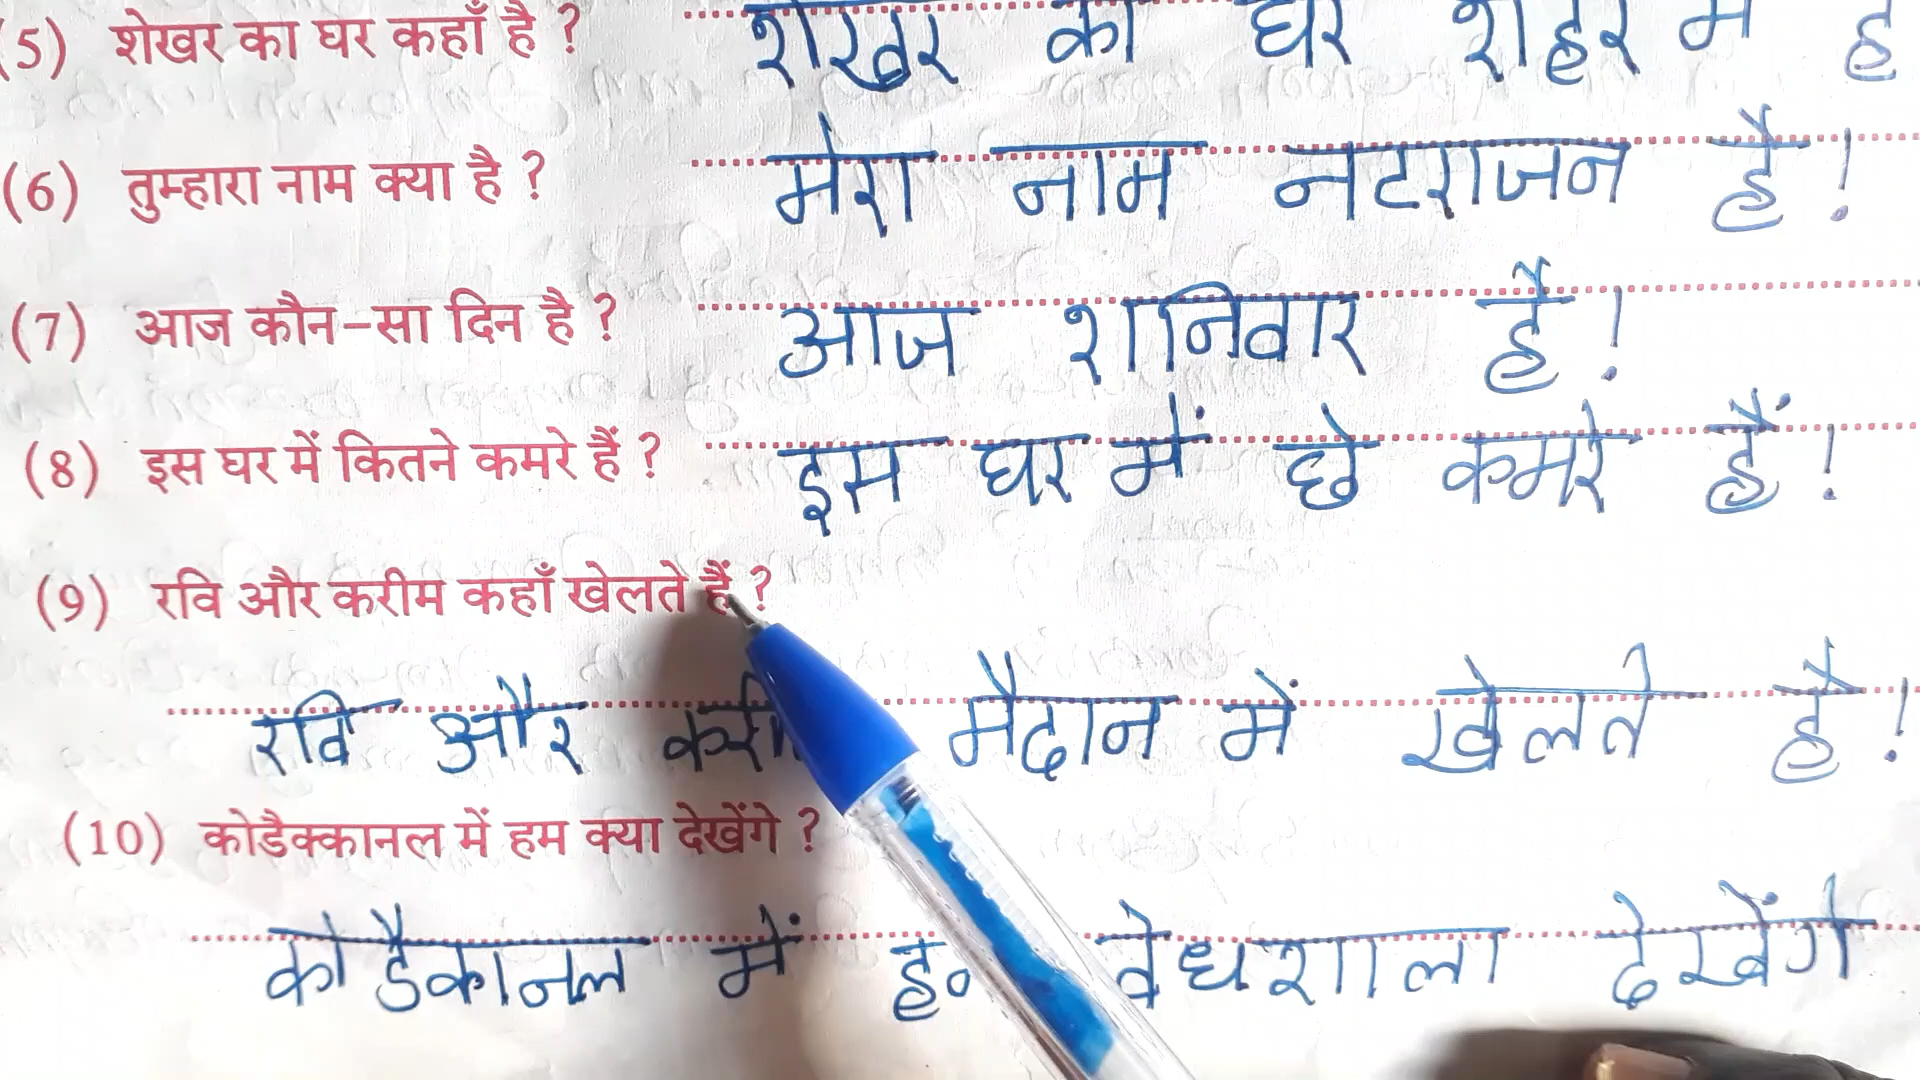 (5) शेखर का घर कहाँ है ? शेखर का घर शहर में है
(6) तुम्हारा नाम क्या है ? मेरा नाम नटराजन है !
(7) आज कौन-सा दिन है ? आज शनिवार है !
(8) इस घर में कितने कमरे हैं ? इस घर में छे कमरे हैं !
(9) रवि और करीम कहाँ खेलते हैं ?
रवि और मैदान में खेलते है !
(10) कोडैक्कानल में हम क्या देखेंगे ?
कोडैकानल में वेधशाला देखेंगे